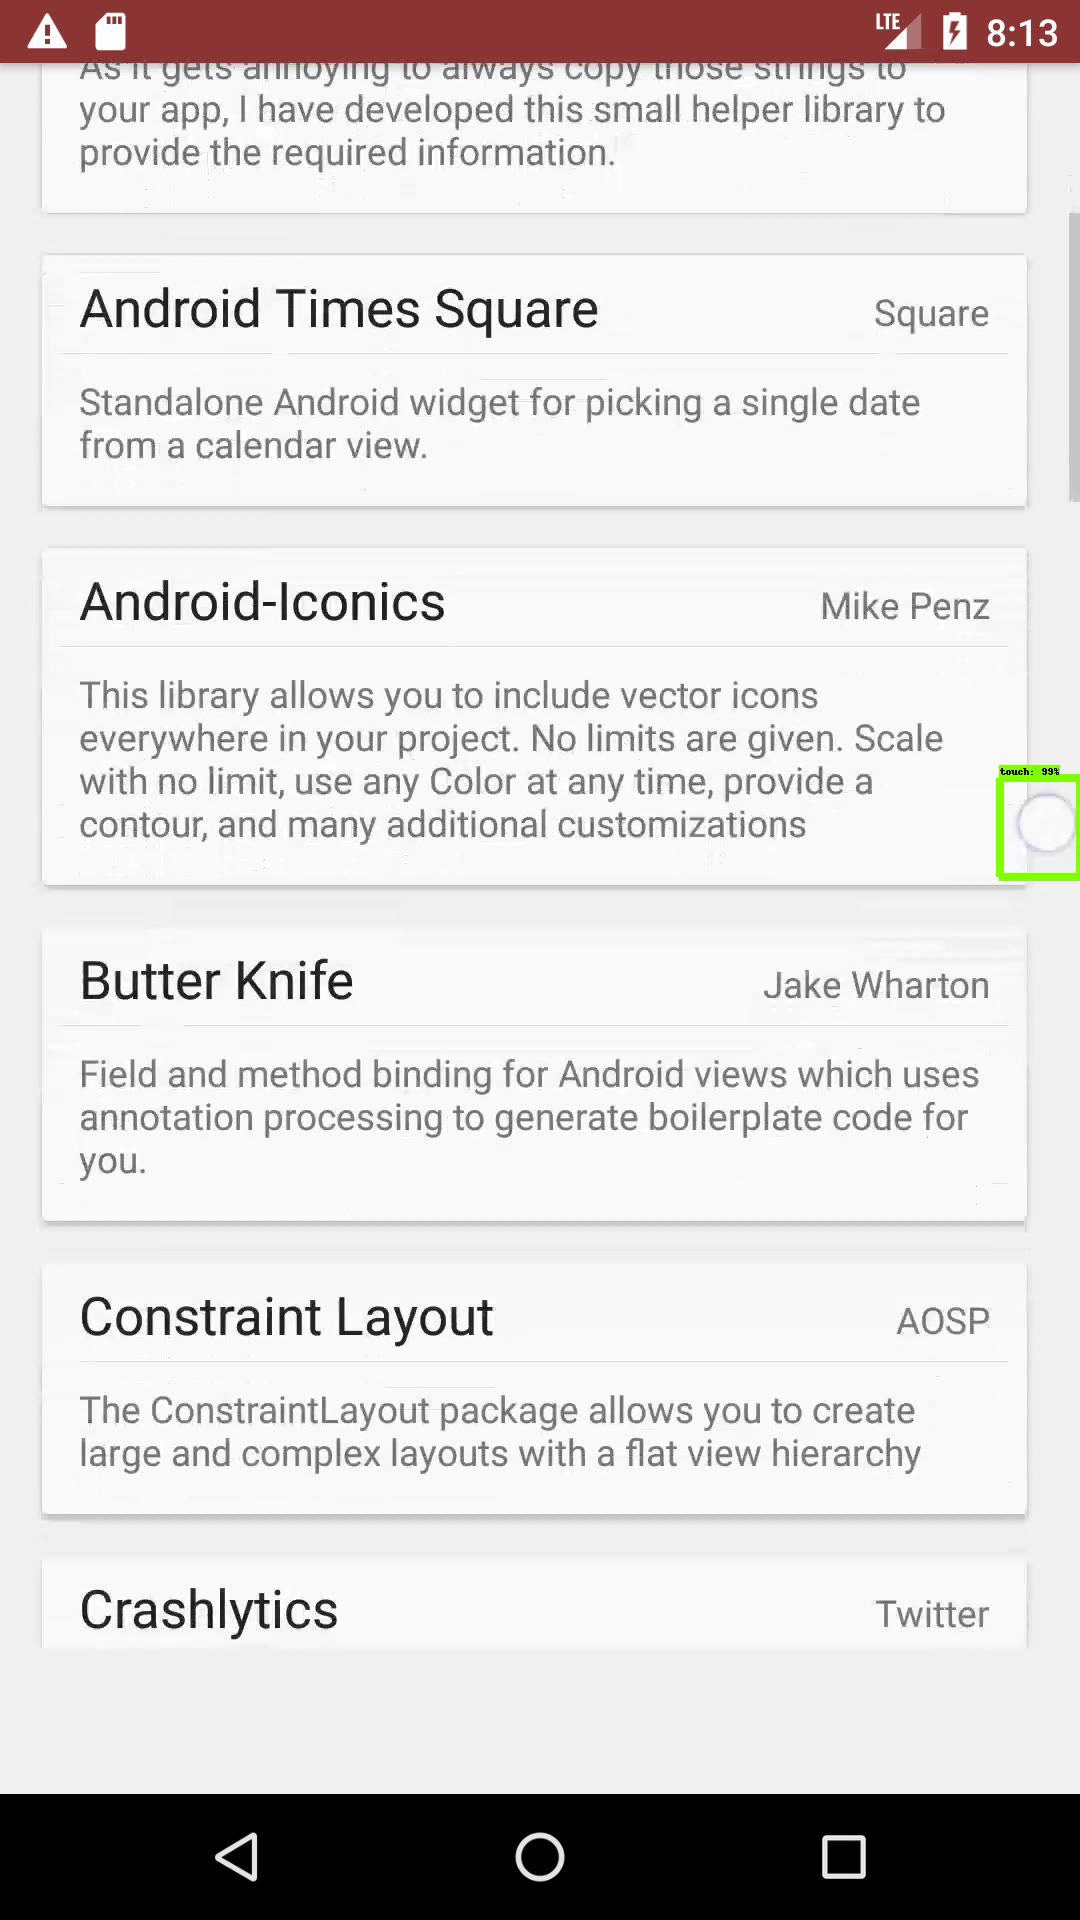 LTE 8:13
As it gets annoying to always copy those strings to
your app, I have developed this small helper library to
provide the required information.
Android Times Square Square
Standalone Android widget for picking a single date
from a calendar view.
Android-Iconics Mike Penz
This library allows you to include vector icons
everywhere in your project. No limits are given. Scale
with no limit, use any Color at any time, provide a
contour, and many additional customizations
touch: 99%
Butter Knife Jake Wharton
Field and method binding for Android views which uses
annotation processing to generate boilerplate code for
you.
Constraint Layout AOSP
The ConstraintLayout package allows you to create
large and complex layouts with a flat view hierarchy
Crashlytics Twitter